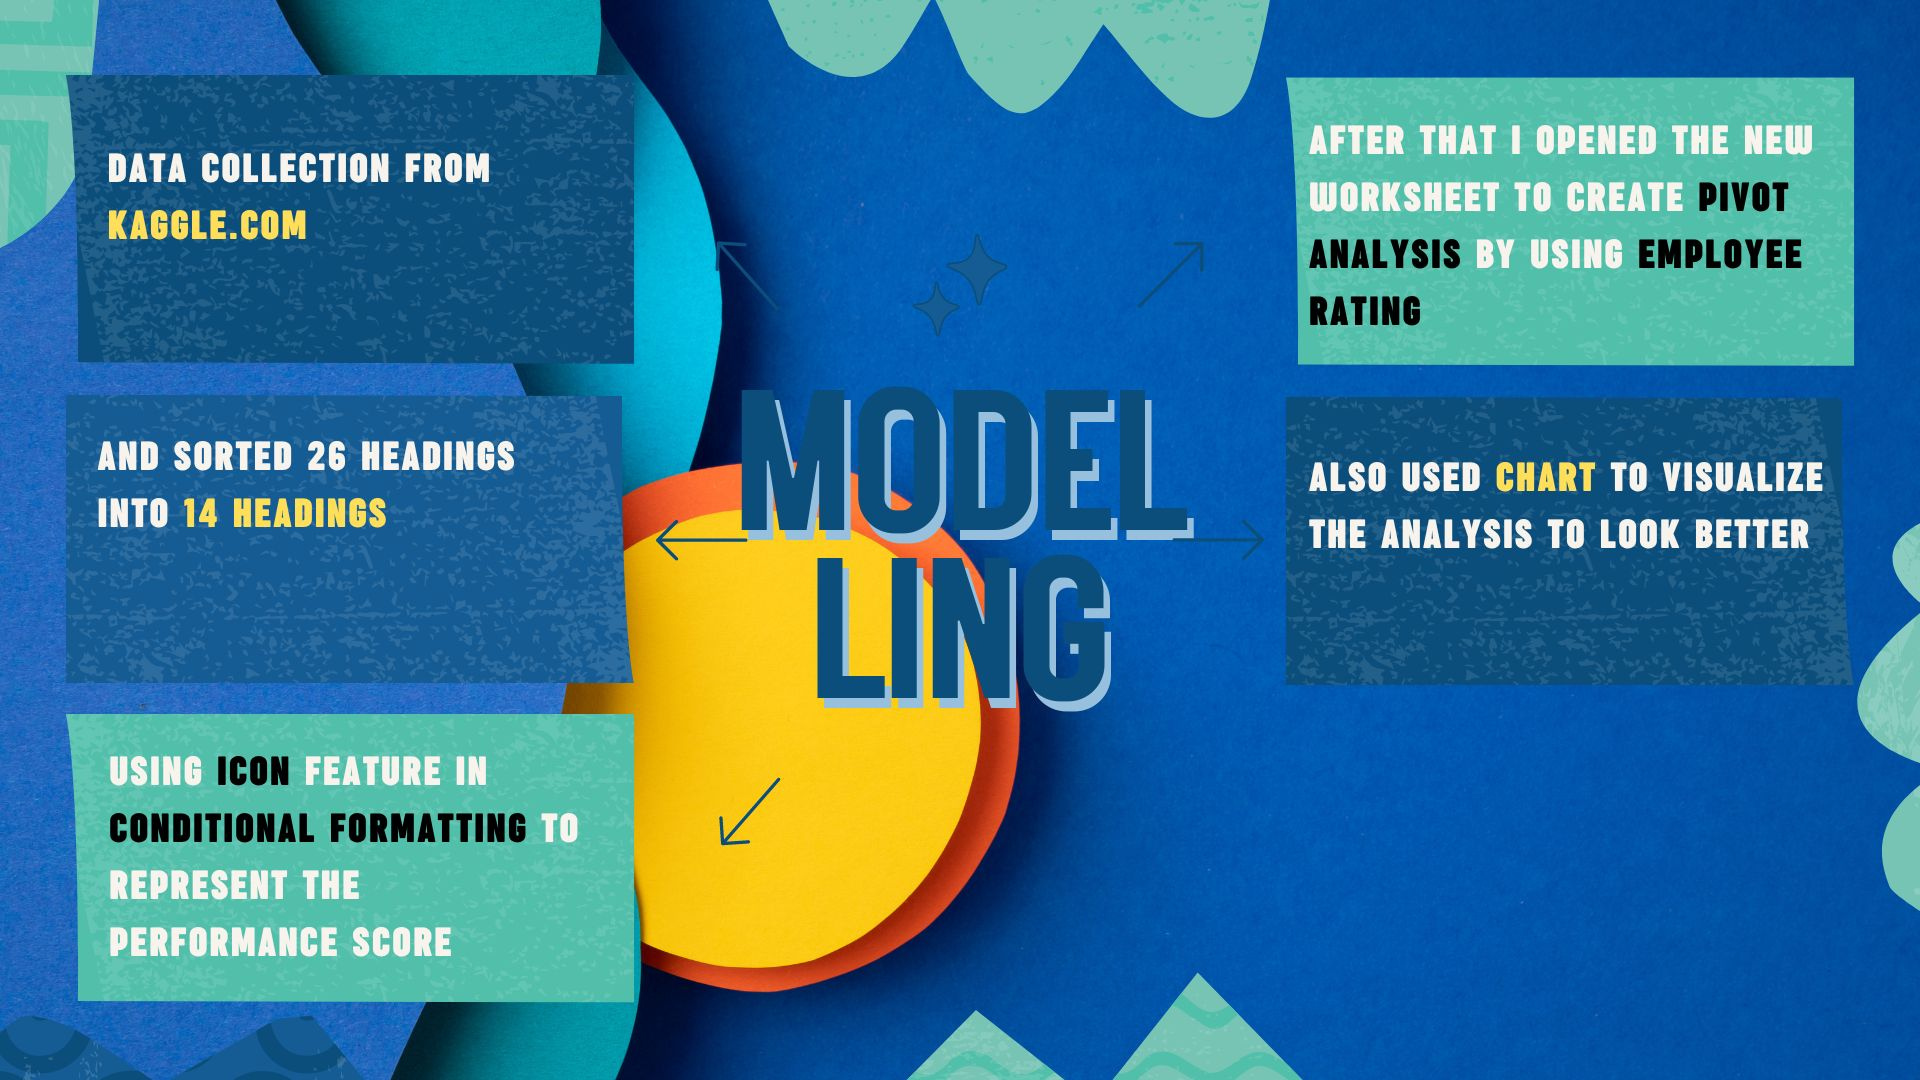 DATA COLLECTION FROM
KAGGLE.COM
AND SORTED 26 HEADINGS
INTO 14 HEADINGS
USING ICON FEATURE IN
CONDITIONAL FORMATTING TO
REPRESENT THE
PERFORMANCE SCORE
MODEL
LING
AFTER THAT I OPENED THE NEW
WORKSHEET TO CREATE PIVOT
ANALYSIS BY USING EMPLOYEE
RATING
ALSO USED CHART TO VISUALIZE
THE ANALYSIS TO LOOK BETTER